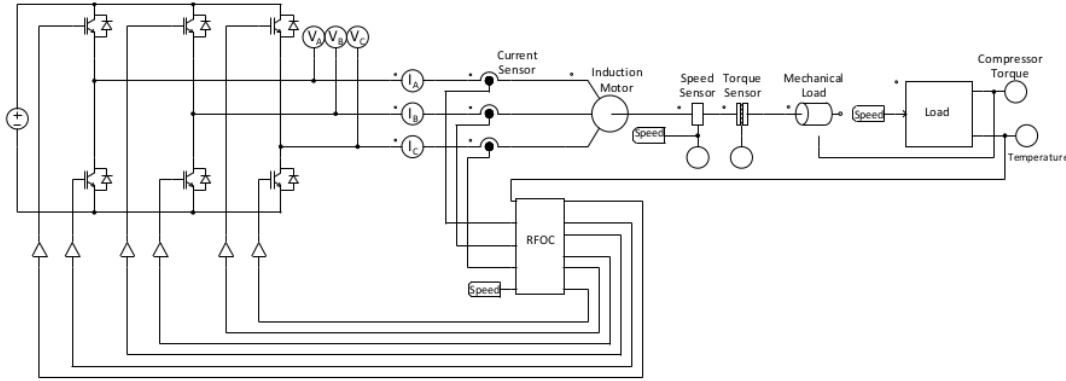 V_A V_B V_C
I_A
I_B
I_C
Current
Sensor
Induction
Motor
Speed
Sensor
Torque
Sensor
Mechanical
Load
Compressor
Torque
Speed
Speed
Load
Temperature
RFOC
Speed